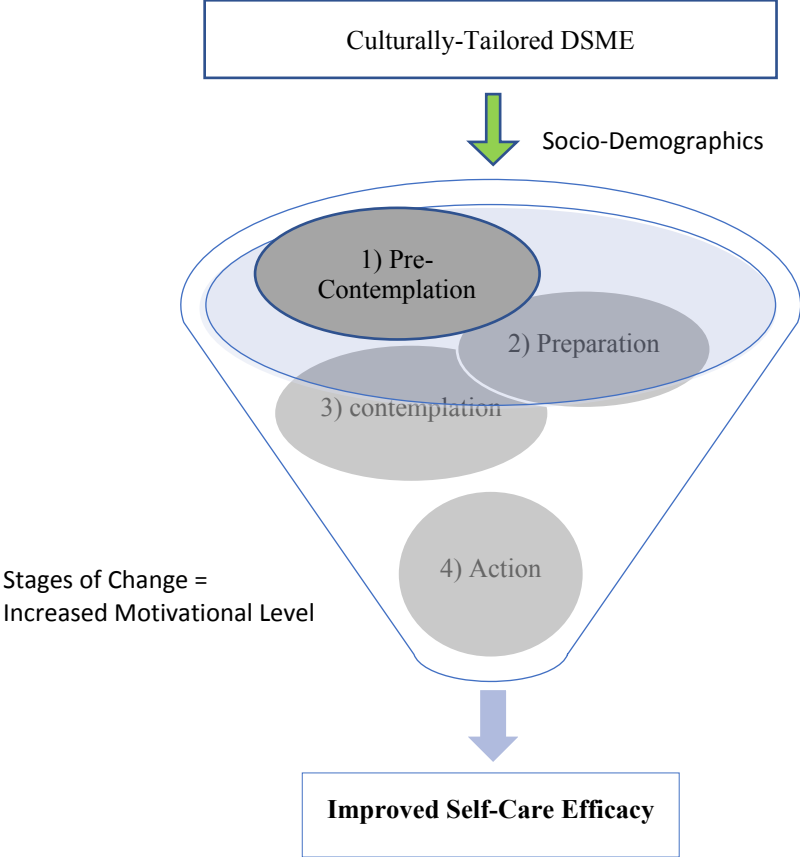 Culturally-Tailored DSME
Socio-Demographics
1) Pre-
Contemplation
2) Preparation
3) contemplation
4) Action
Stages of Change =
Increased Motivational Level
Improved Self-Care Efficacy